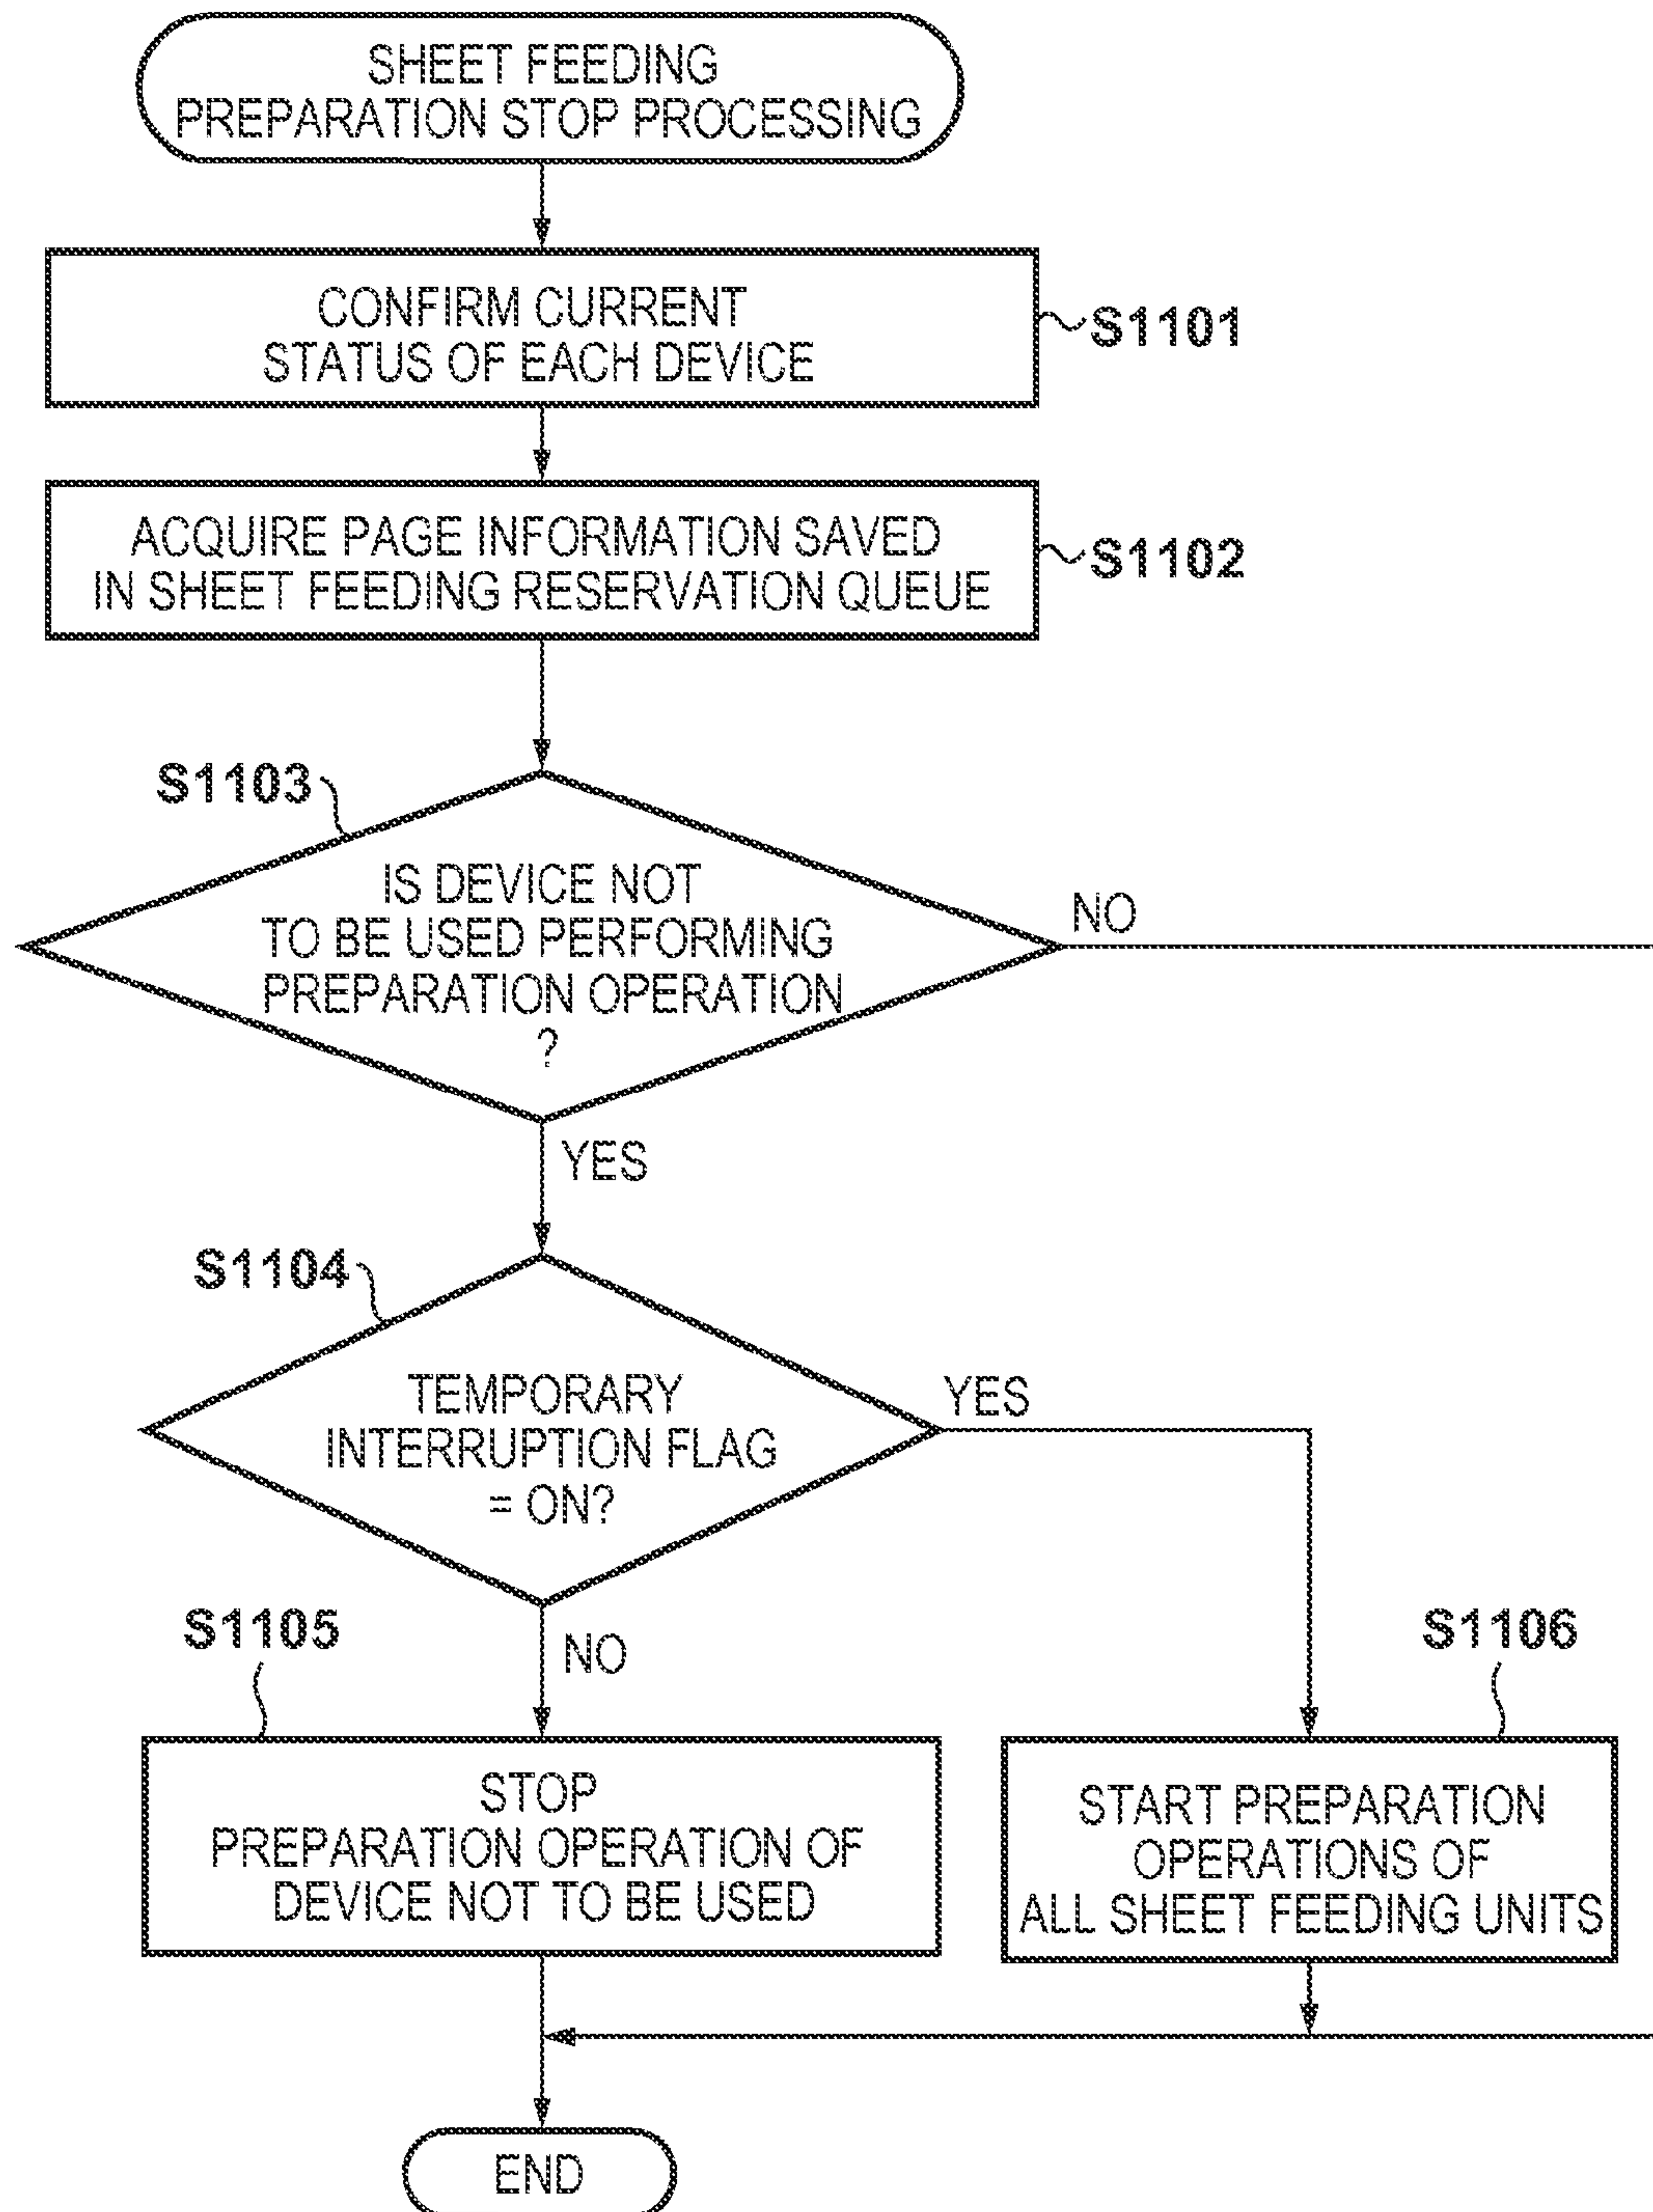 SHEET FEEDING
PREPARATION STOP PROCESSING
CONFIRM CURRENT
STATUS OF EACH DEVICE
S1101
ACQUIRE PAGE INFORMATION SAVED
IN SHEET FEEDING RESERVATION QUEUE
S1102
S1103
IS DEVICE NOT
TO BE USED PERFORMING
PREPARATION OPERATION
?
NO
YES
S1104
TEMPORARY
INTERRUPTION FLAG
= ON?
YES
NO
S1105
STOP
PREPARATION OPERATION OF
DEVICE NOT TO BE USED
S1106
START PREPARATION
OPERATIONS OF
ALL SHEET FEEDING UNITS
END